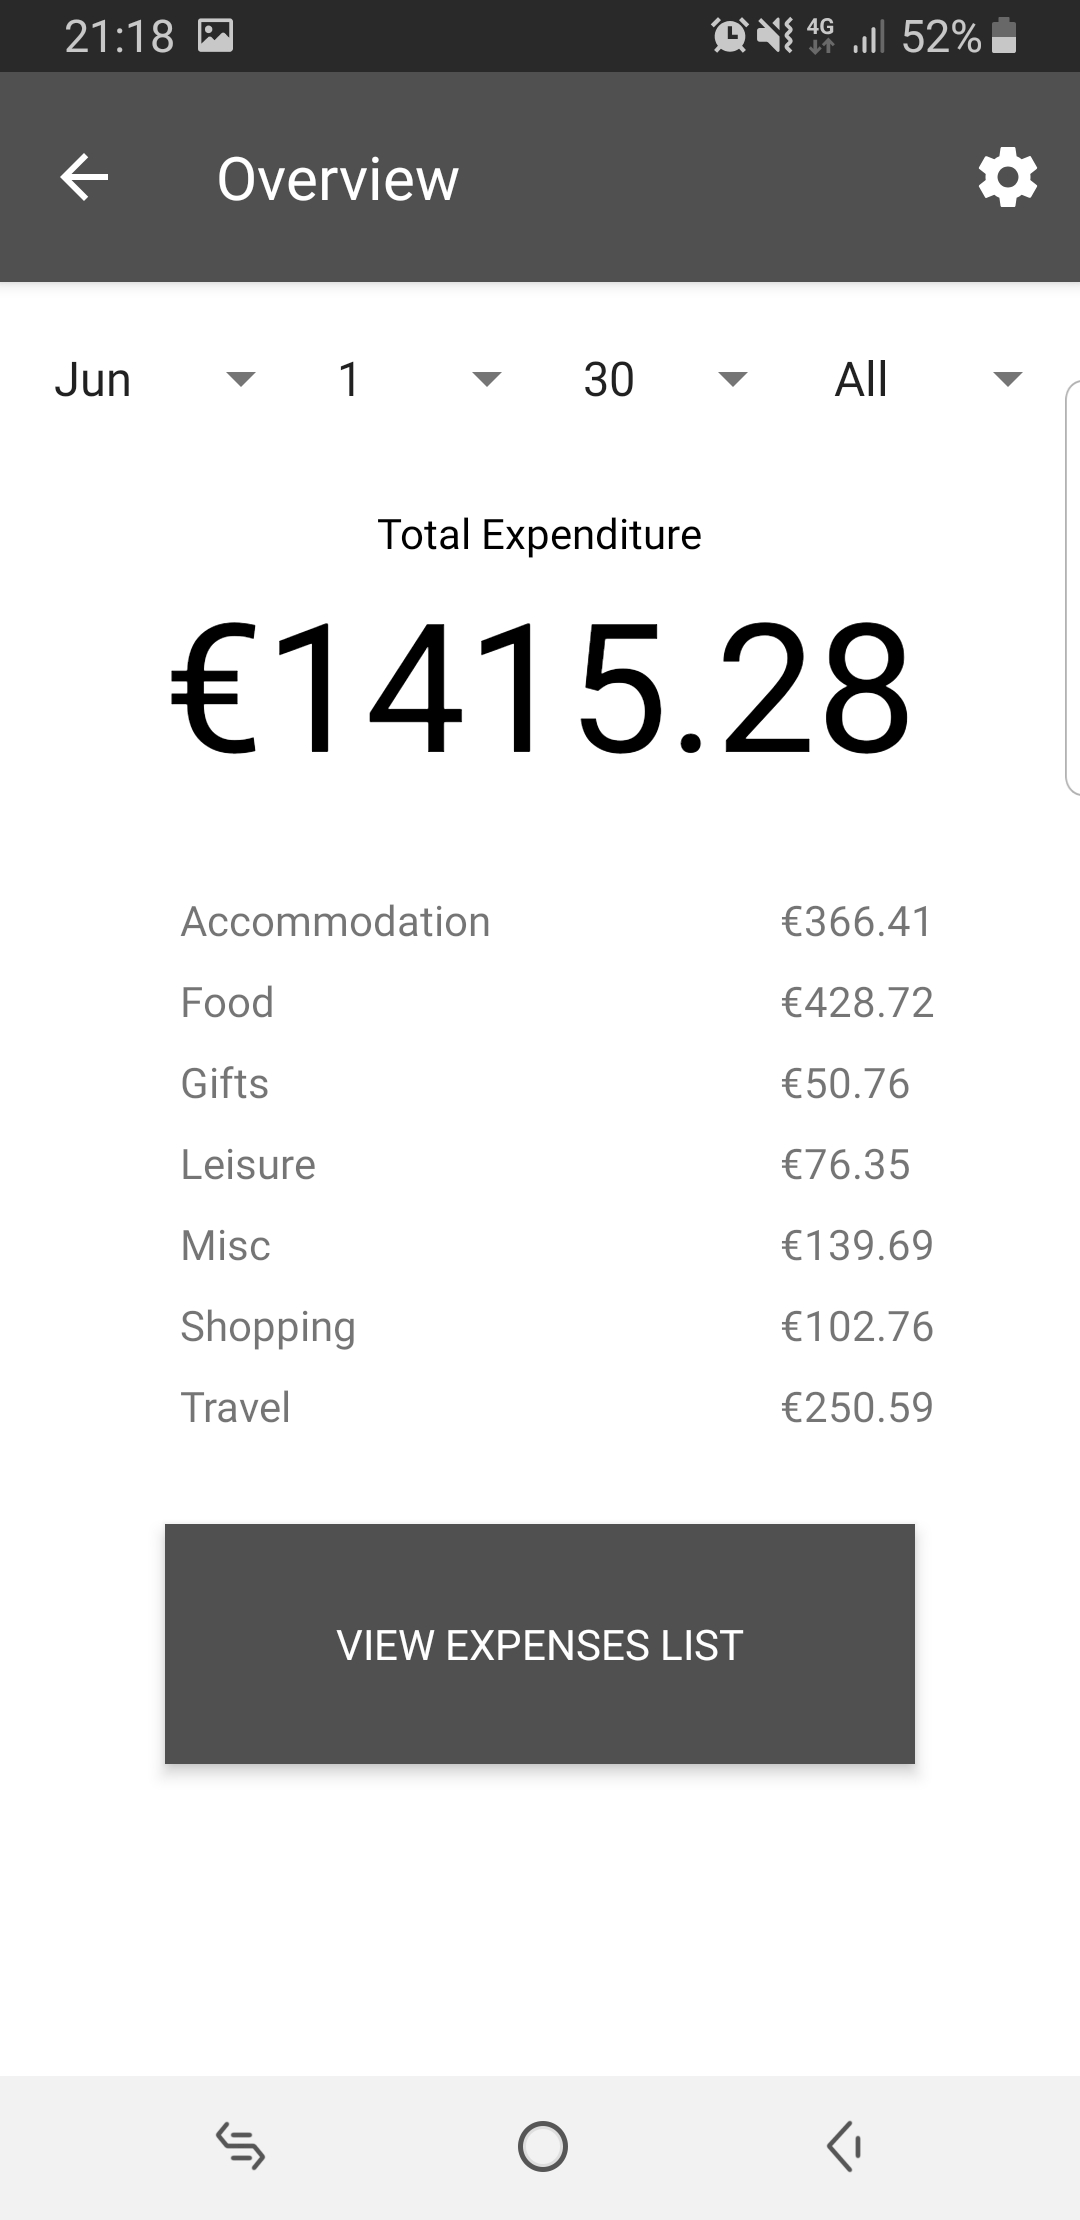 21:18 4G 52%
Overview
Jun 1 30 All
Total Expenditure
€1415.28
Accommodation €366.41
Food €428.72
Gifts €50.76
Leisure €76.35
Misc €139.69
Shopping €102.76
Travel €250.59
VIEW EXPENSES LIST